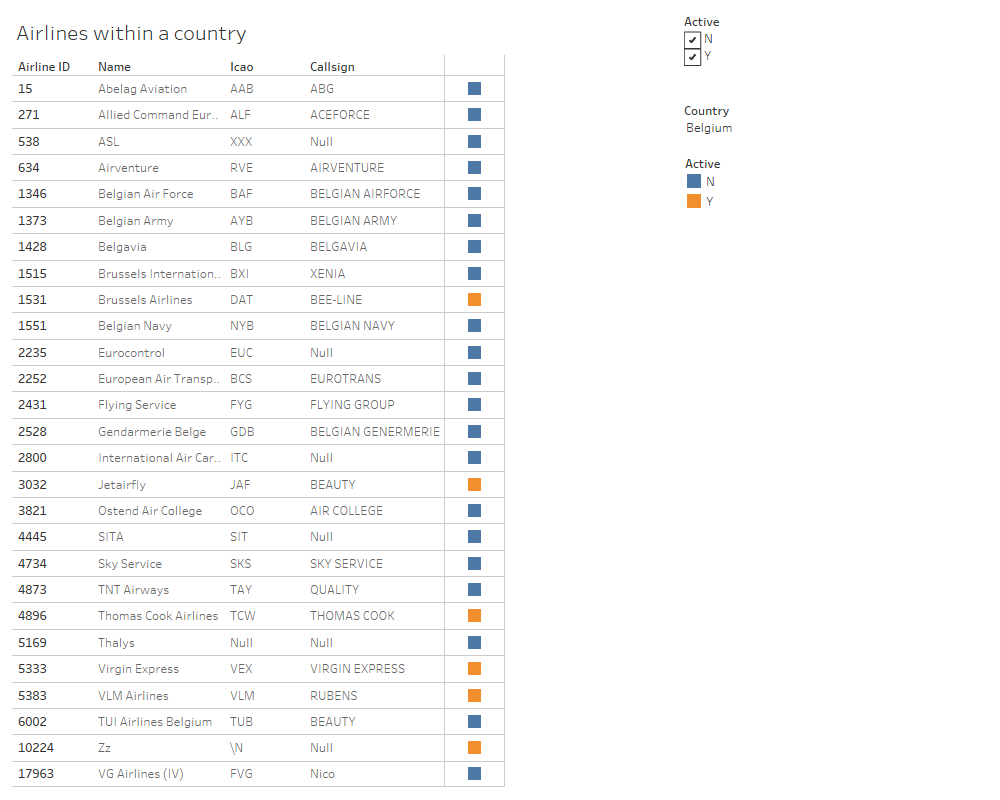 Airlines within a country
Airline ID Name Icao Callsign
15 Abelag Aviation AAB ABG
271 Allied Command Eur.. ALF ACEFORCE
538 ASL XXX Null
634 Airventure RVE AIRVENTURE
1346 Belgian Air Force BAF BELGIAN AIRFORCE
1373 Belgian Army AYB BELGIAN ARMY
1428 Belgavia BLG BELGAVIA
1515 Brussels Internation.. BXI XENIA
1531 Brussels Airlines DAT BEE-LINE
1551 Belgian Navy NYB BELGIAN NAVY
2235 Eurocontrol EUC Null
2252 European Air Transp.. BCS EUROTRANS
2431 Flying Service FYG FLYING GROUP
2528 Gendarmerie Belge GDB BELGIAN GENERMERIE
2800 International Air Car.. ITC Null
3032 Jetairfly JAF BEAUTY
3821 Ostend Air College OCO AIR COLLEGE
4445 SITA SIT Null
4734 Sky Service SKS SKY SERVICE
4873 TNT Airways TAY QUALITY
4896 Thomas Cook Airlines TCW THOMAS COOK
5169 Thalys Null Null
5333 Virgin Express VEX VIRGIN EXPRESS
5383 VLM Airlines VLM RUBENS
6002 TUI Airlines Belgium TUB BEAUTY
10224 Zz \N Null
17963 VG Airlines (IV) FVG Nico
Active
N
Y
Country
Belgium
Active
N
Y